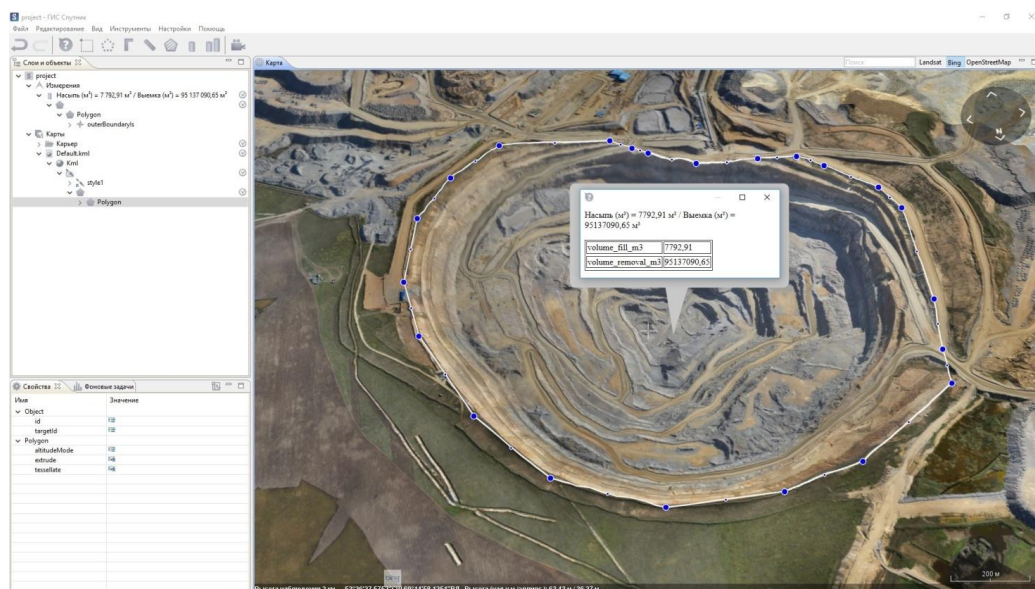 project - ГИС Спутник
Файл Редактирование Вид Инструменты Настройки Помощь
Слои и объекты
project
Измерения
Насыпь (м³) = 7 792,91 м³ / Выемка (м³) = 95 137 090,65 м³
Polygon
outerBoundaryIs
Карты
Карьер
Default.kml
Kml
style1
Polygon
Свойства Фоновые задачи
Имя Значение
Object
id
targetId
Polygon
altitudeMode
extrude
tessellate
Карта
Поиск Landsat Bing OpenStreetMap
N
Насыпь (м³) = 7792,91 м³ / Выемка (м³) =
95137090,65 м³
volume_fill_m3 7792,91
volume_removal_m3 95137090,65
200 м